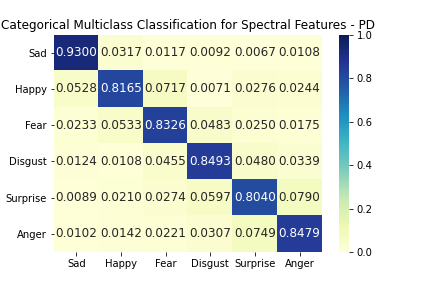 Categorical Multiclass Classification for Spectral Features - PD
Sad 0.9300 0.0317 0.0117 0.0092 0.0067 0.0108
Happy 0.0528 0.8165 0.0717 0.0071 0.0276 0.0244
Fear 0.0233 0.0533 0.8326 0.0483 0.0250 0.0175
Disgust 0.0124 0.0108 0.0455 0.8493 0.0480 0.0339
Surprise 0.0089 0.0210 0.0274 0.0597 0.8040 0.0790
Anger 0.0102 0.0142 0.0221 0.0307 0.0749 0.8479
Sad Happy Fear Disgust Surprise Anger
1.0
0.8
0.6
0.4
0.2
0.0